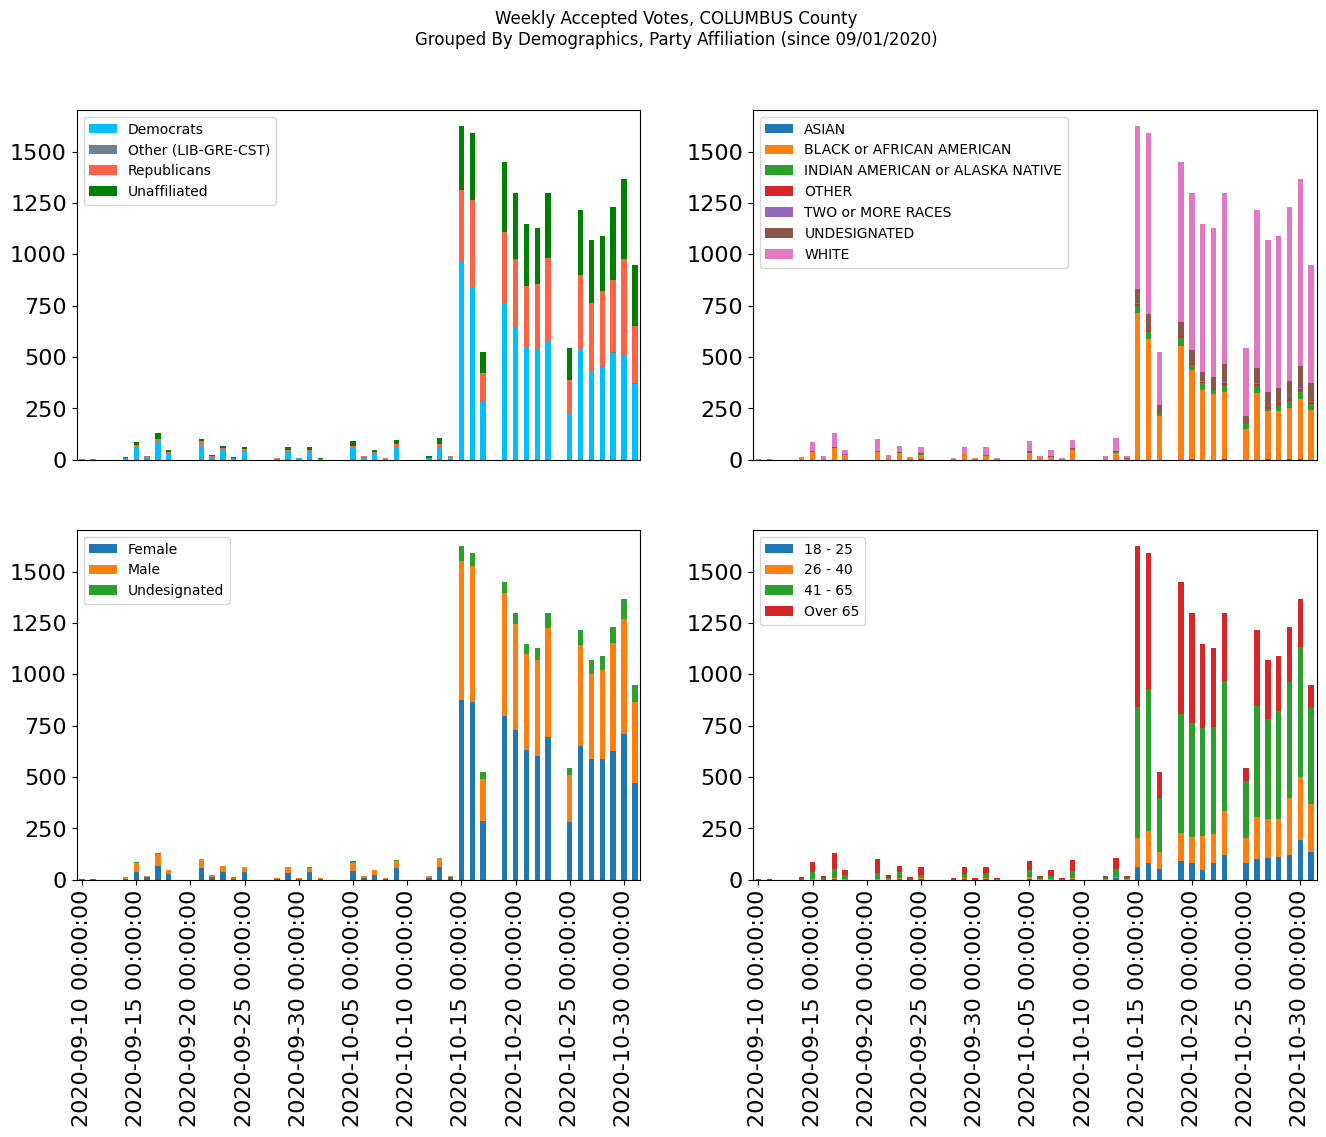 Weekly Accepted Votes, COLUMBUS County
Grouped By Demographics, Party Affiliation (since 09/01/2020)
Democrats
Other (LIB-GRE-CST)
Republicans
Unaffiliated
1500
1250
1000
750
500
250
0
ASIAN
BLACK or AFRICAN AMERICAN
INDIAN AMERICAN or ALASKA NATIVE
OTHER
TWO or MORE RACES
UNDESIGNATED
WHITE
1500
1250
1000
750
500
250
0
Female
Male
Undesignated
1500
1250
1000
750
500
250
0
2020-09-10 00:00:00
2020-09-15 00:00:00
2020-09-20 00:00:00
2020-09-25 00:00:00
2020-09-30 00:00:00
2020-10-05 00:00:00
2020-10-10 00:00:00
2020-10-15 00:00:00
2020-10-20 00:00:00
2020-10-25 00:00:00
2020-10-30 00:00:00
18 - 25
26 - 40
41 - 65
Over 65
1500
1250
1000
750
500
250
0
2020-09-10 00:00:00
2020-09-15 00:00:00
2020-09-20 00:00:00
2020-09-25 00:00:00
2020-09-30 00:00:00
2020-10-05 00:00:00
2020-10-10 00:00:00
2020-10-15 00:00:00
2020-10-20 00:00:00
2020-10-25 00:00:00
2020-10-30 00:00:00